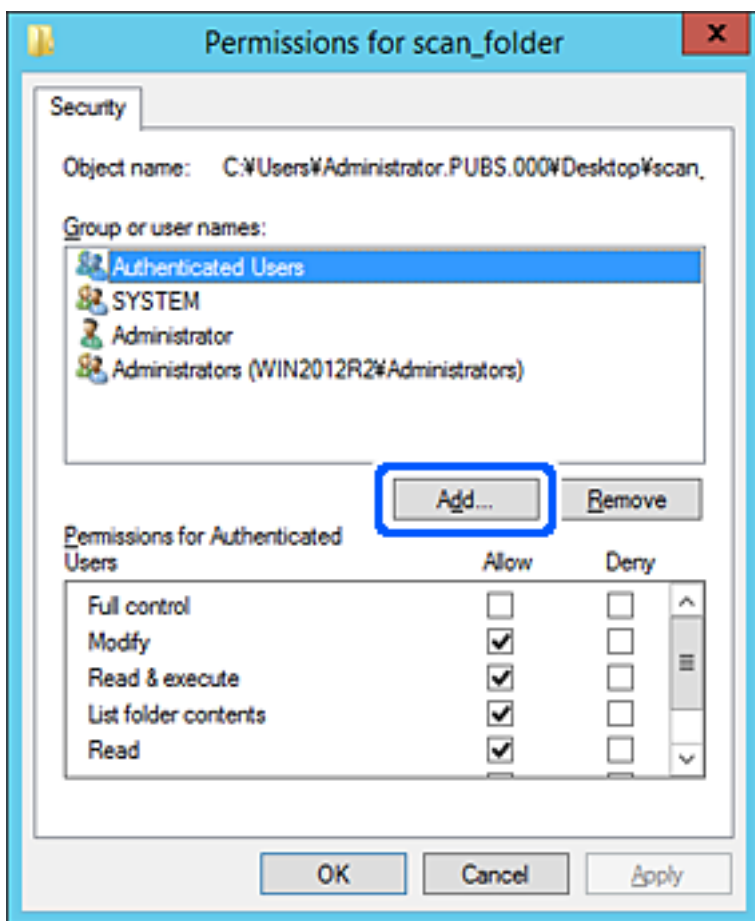 Permissions for scan_folder
Security
Object name: C:¥Users¥Administrator.PUBS.000¥Desktop¥scan_
Group or user names:
Authenticated Users
SYSTEM
Administrator
Administrators (WIN2012R2¥Administrators)
Add... Remove
Permissions for Authenticated
Users Allow Deny
Full control
Modify
Read & execute
List folder contents
Read
OK Cancel Apply